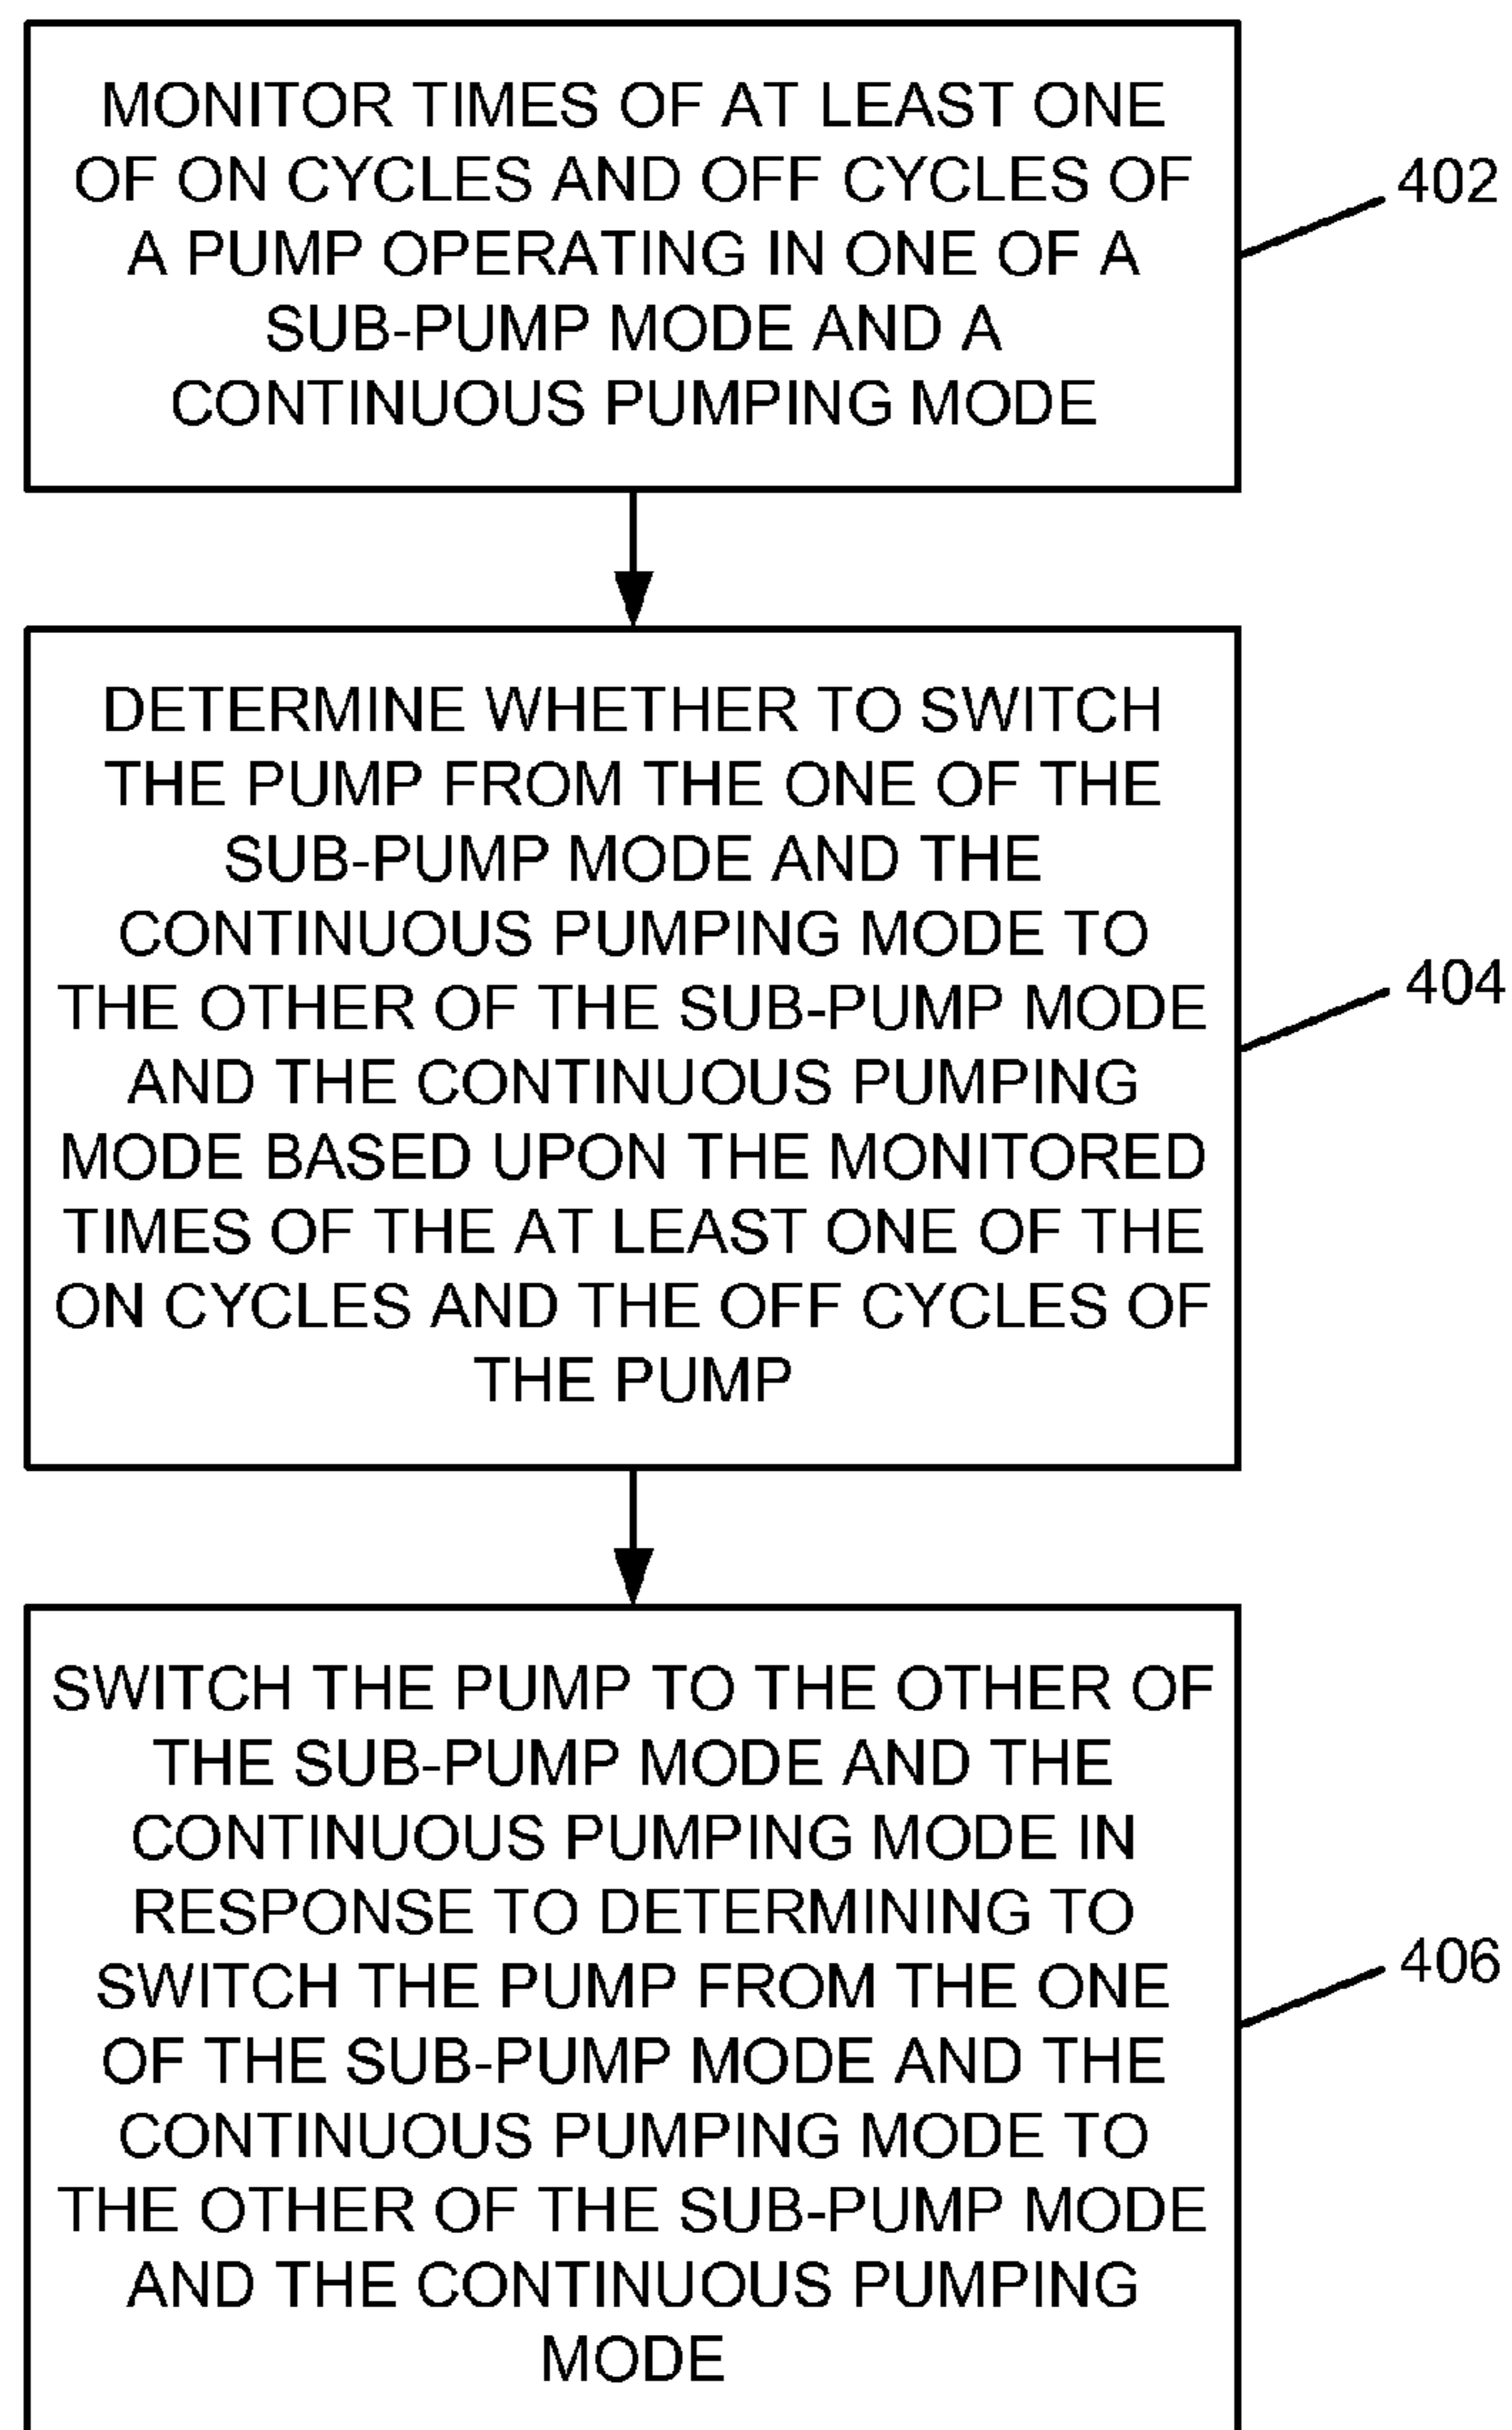 MONITOR TIMES OF AT LEAST ONE
OF ON CYCLES AND OFF CYCLES OF
A PUMP OPERATING IN ONE OF A
SUB-PUMP MODE AND A
CONTINUOUS PUMPING MODE
402
DETERMINE WHETHER TO SWITCH
THE PUMP FROM THE ONE OF THE
SUB-PUMP MODE AND THE
CONTINUOUS PUMPING MODE TO
THE OTHER OF THE SUB-PUMP MODE
AND THE CONTINUOUS PUMPING
MODE BASED UPON THE MONITORED
TIMES OF THE AT LEAST ONE OF THE
ON CYCLES AND THE OFF CYCLES OF
THE PUMP
404
SWITCH THE PUMP TO THE OTHER OF
THE SUB-PUMP MODE AND THE
CONTINUOUS PUMPING MODE IN
RESPONSE TO DETERMINING TO
SWITCH THE PUMP FROM THE ONE
OF THE SUB-PUMP MODE AND THE
CONTINUOUS PUMPING MODE TO
THE OTHER OF THE SUB-PUMP MODE
AND THE CONTINUOUS PUMPING
MODE
406